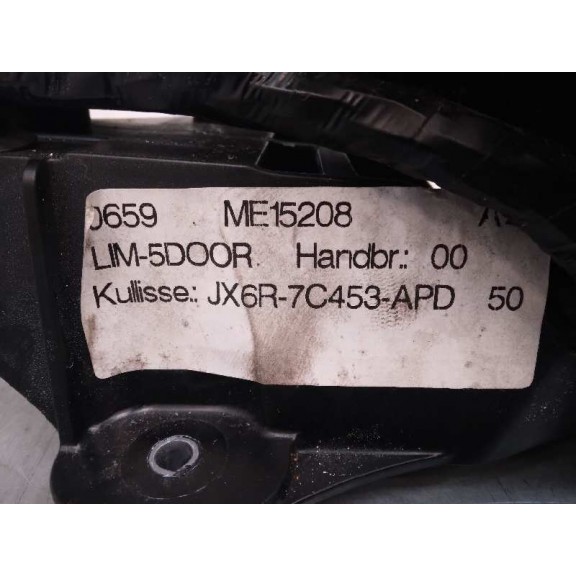 0659 ME15208
LIM-5DOOR Handbr.: 00
Kullisse.: JX6R-7C453-APD 50